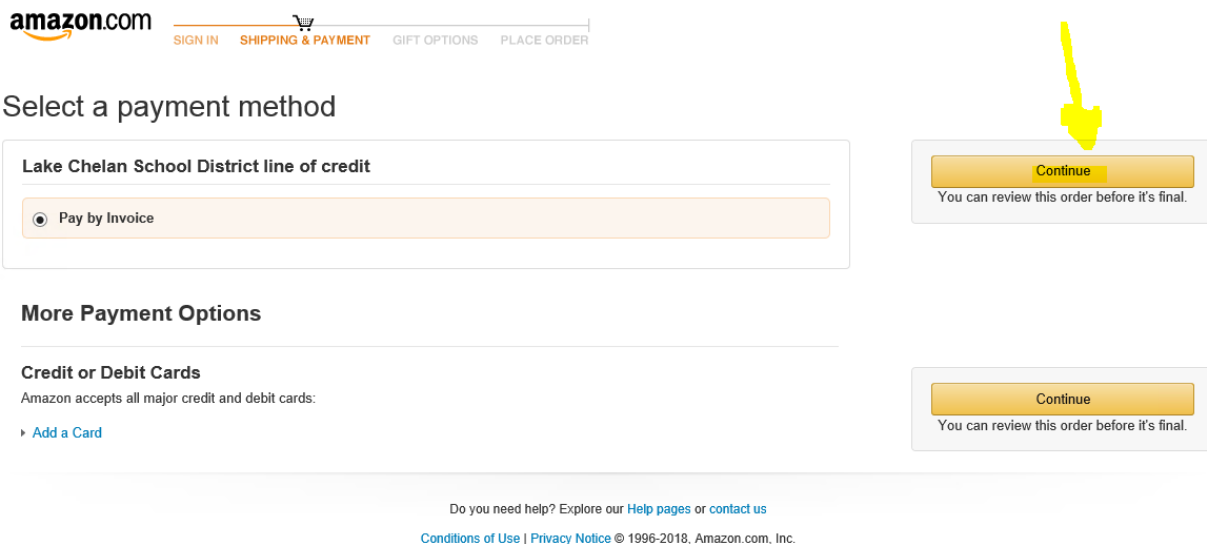 amazon.com
SIGN IN SHIPPING & PAYMENT GIFT OPTIONS PLACE ORDER
Select a payment method
Lake Chelan School District line of credit
Pay by Invoice
Continue
You can review this order before it's final.
More Payment Options
Credit or Debit Cards
Amazon accepts all major credit and debit cards:
Add a Card
Continue
You can review this order before it's final.
Do you need help? Explore our Help pages or contact us
Conditions of Use | Privacy Notice © 1996-2018, Amazon.com, Inc.